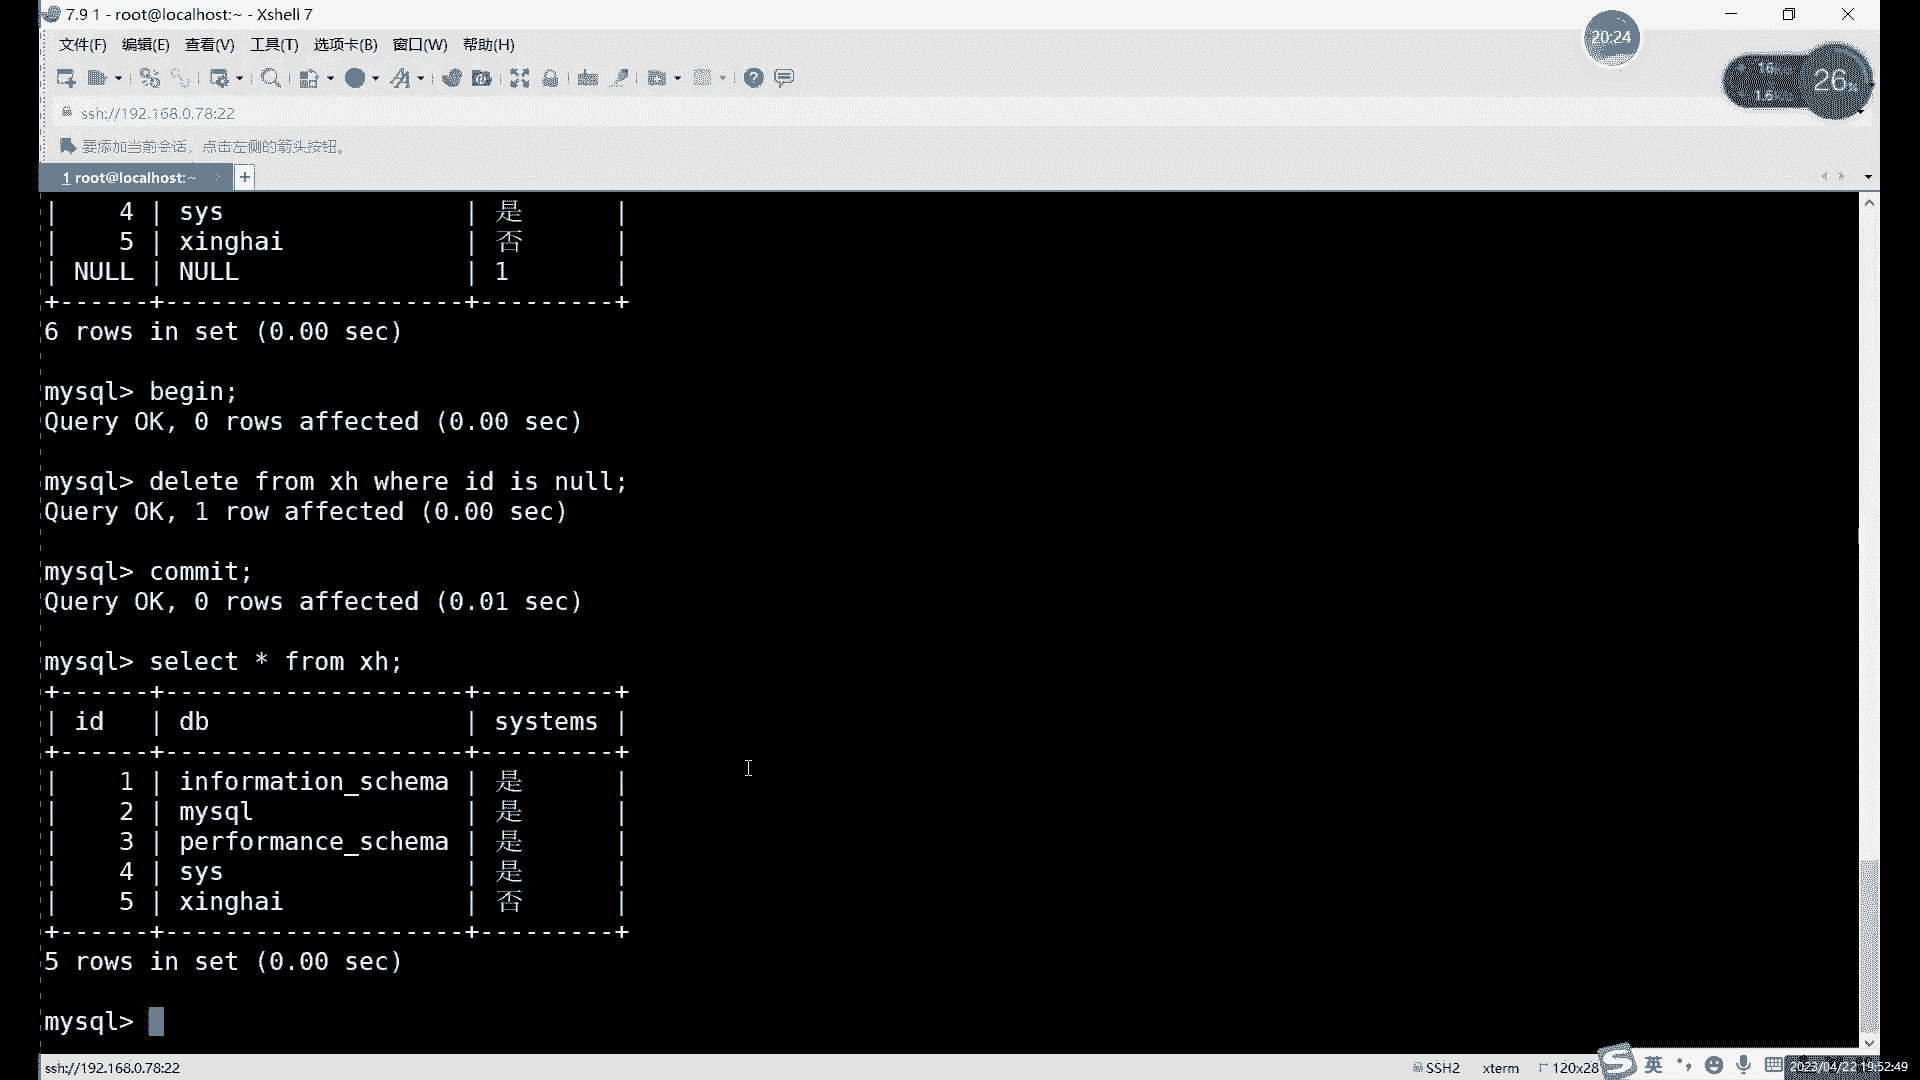 7.9 1 - root@localhost:~ - Xshell 7
20:24
文件(F) 编辑(E) 查看(V) 工具(T) 选项卡(B) 窗口(W) 帮助(H)
26%
ssh://192.168.0.78:22
要添加当前会话，点击左侧的箭头按钮。
1 root@localhost:~ +
|    4 | sys                | 是       |
|    5 | xinghai            | 否       |
| NULL | NULL               | 1       |
+------+--------------------+---------+
6 rows in set (0.00 sec)
mysql> begin;
Query OK, 0 rows affected (0.00 sec)
mysql> delete from xh where id is null;
Query OK, 1 row affected (0.00 sec)
mysql> commit;
Query OK, 0 rows affected (0.01 sec)
mysql> select * from xh;
+------+--------------------+---------+
| id   | db                 | systems |
+------+--------------------+---------+
|    1 | information_schema | 是       |
|    2 | mysql              | 是       |
|    3 | performance_schema | 是       |
|    4 | sys                | 是       |
|    5 | xinghai            | 否       |
+------+--------------------+---------+
5 rows in set (0.00 sec)
mysql>
ssh://192.168.0.78:22 SSH2 xterm 120x28 英 2023/04/22 19:52:49